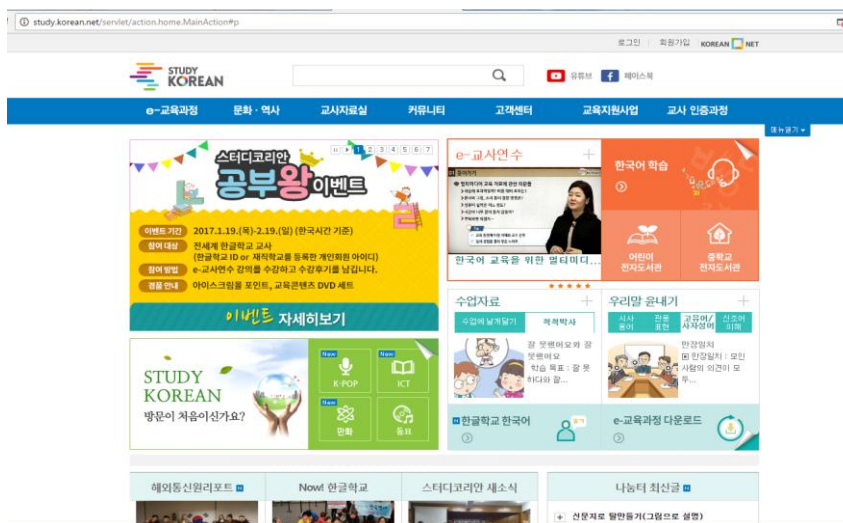 study.korean.net/servlet/action.home.MainAction#p
로그인 회원가입 KOREAN NET
STUDY
KOREAN
유튜브 페이스북
e-교육과정 문화 · 역사 교사자료실 커뮤니티 고객센터 교육지원사업 교사 인증과정
메뉴열기
1 2 3 4 5 6 7
스터디코리안
공부왕이벤트
이벤트 기간 2017.1.19.(목)-2.19.(일) (한국시간 기준)
참여 대상 전세계 한글학교 교사
(한글학교 ID or 재직학교를 등록한 개인회원 아이디)
참여 방법 e-교사연수 강의를 수강하고 수강후기를 남깁니다.
경품 안내 아이스크림몰 포인트, 교육콘텐츠 DVD 세트
이벤트 자세히보기
e-교사연수
한국어 교육을 위한 멀티미디...
한국어 학습
어린이
전자도서관
중학교
전자도서관
수업자료
수업에 날개달기 척척박사
잘 못했어요와 잘
못했어요
학습 목표 : 잘 못
하다와 잘...
우리말 윤내기
시사
용어
관용
표현
고유어/
사자성어
신조어
이해
만장일치
만장일치 : 모인
사람의 의견이 모
두...
STUDY
KOREAN
방문이 처음이신가요?
New
K-POP
New
ICT
New
만화
동요
한글학교 한국어
e-교육과정 다운로드
해외통신원리포트
Now! 한글학교
스터디코리안 새소식
나눔터 최신글
신문지로 탈만들기(그림으로 설명)